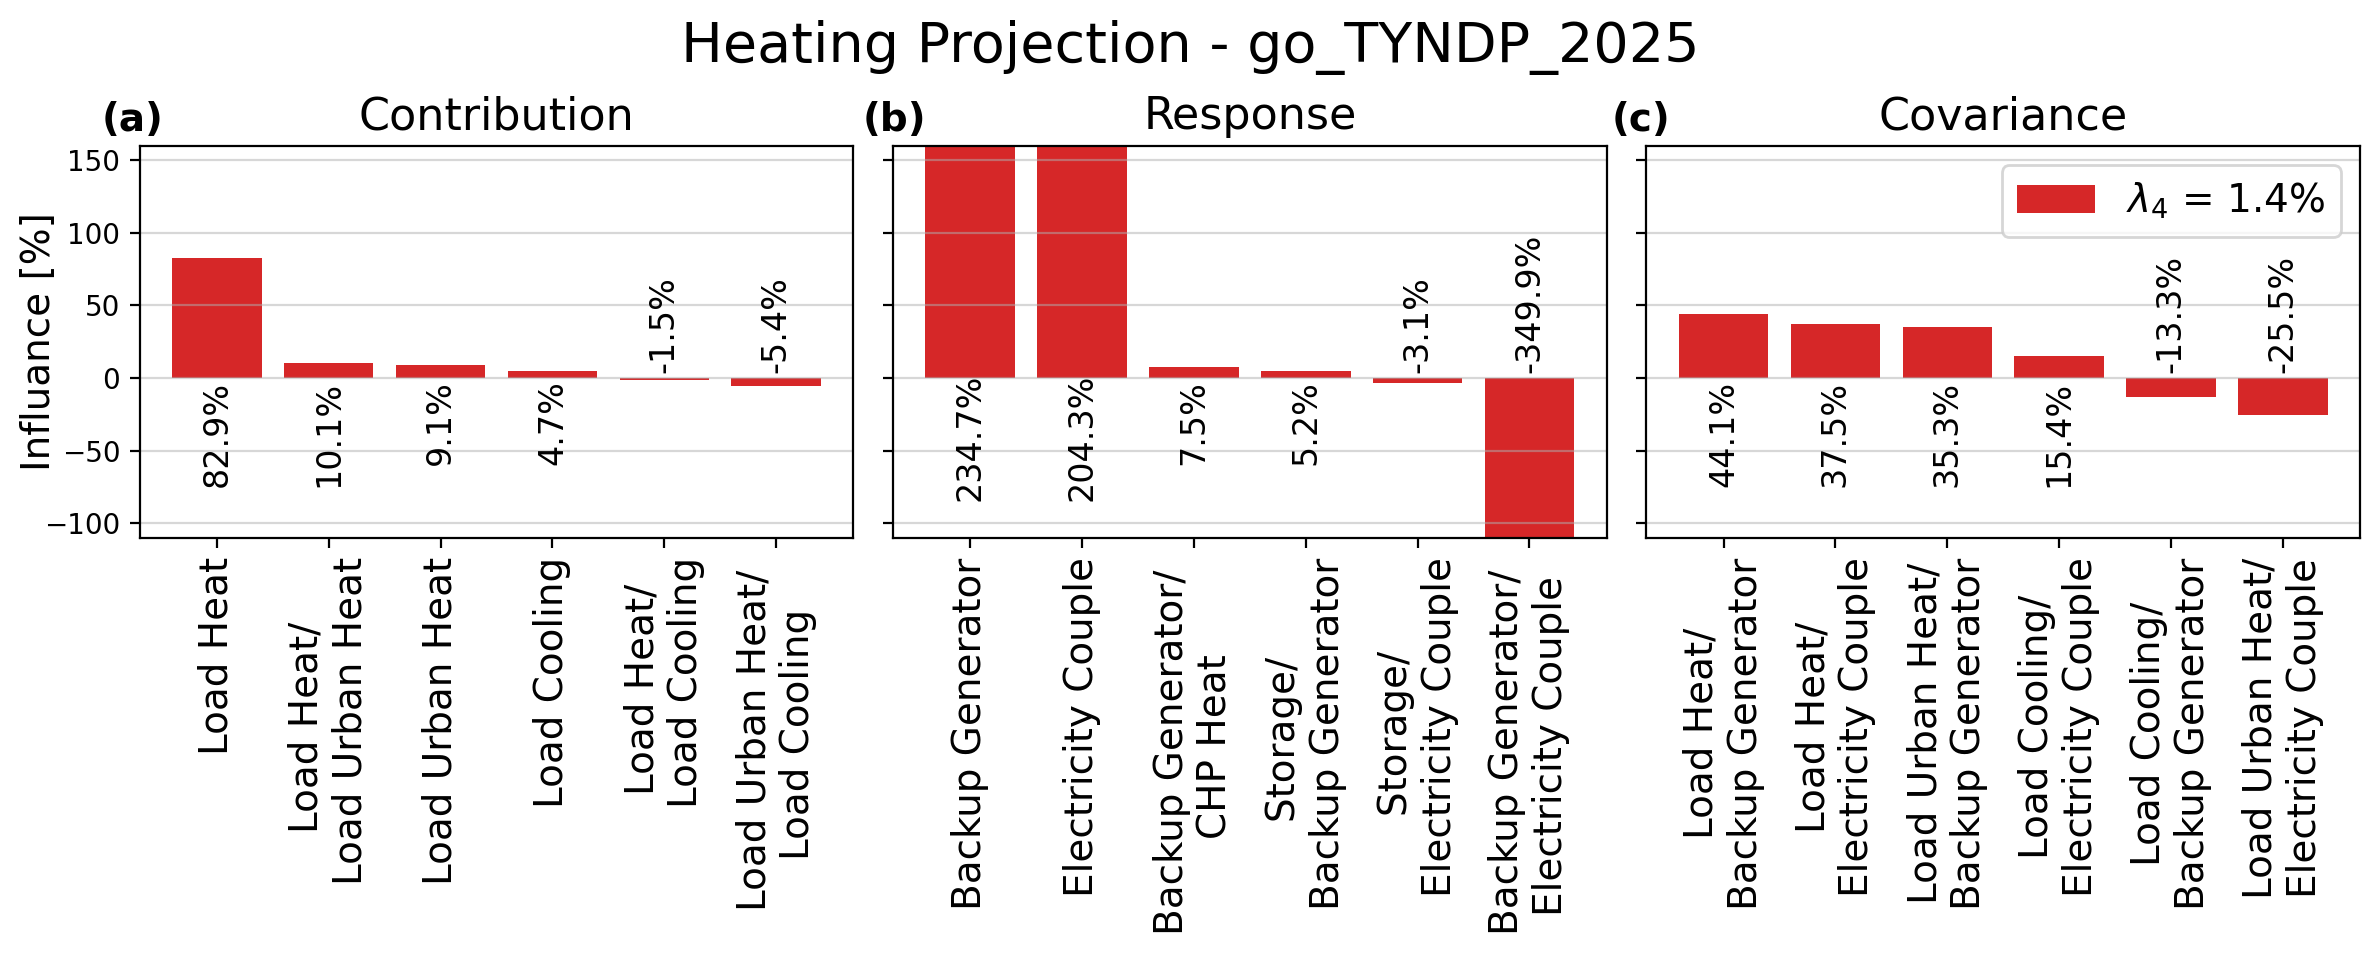 Heating Projection - go_TYNDP_2025
(a)
Contribution
Influance [%]
150
100
50
0
−50
−100
82.9%
10.1%
9.1%
4.7%
-1.5%
-5.4%
Load Heat
Load Heat/
Load Urban Heat
Load Urban Heat
Load Cooling
Load Heat/
Load Cooling
Load Urban Heat/
Load Cooling
(b)
Response
234.7%
204.3%
7.5%
5.2%
-3.1%
-349.9%
Backup Generator
Electricity Couple
Backup Generator/
CHP Heat
Storage/
Backup Generator
Storage/
Electricity Couple
Backup Generator/
Electricity Couple
(c)
Covariance
λ4 = 1.4%
44.1%
37.5%
35.3%
15.4%
-13.3%
-25.5%
Load Heat/
Backup Generator
Load Heat/
Electricity Couple
Load Urban Heat/
Backup Generator
Load Cooling/
Electricity Couple
Load Cooling/
Backup Generator
Load Urban Heat/
Electricity Couple